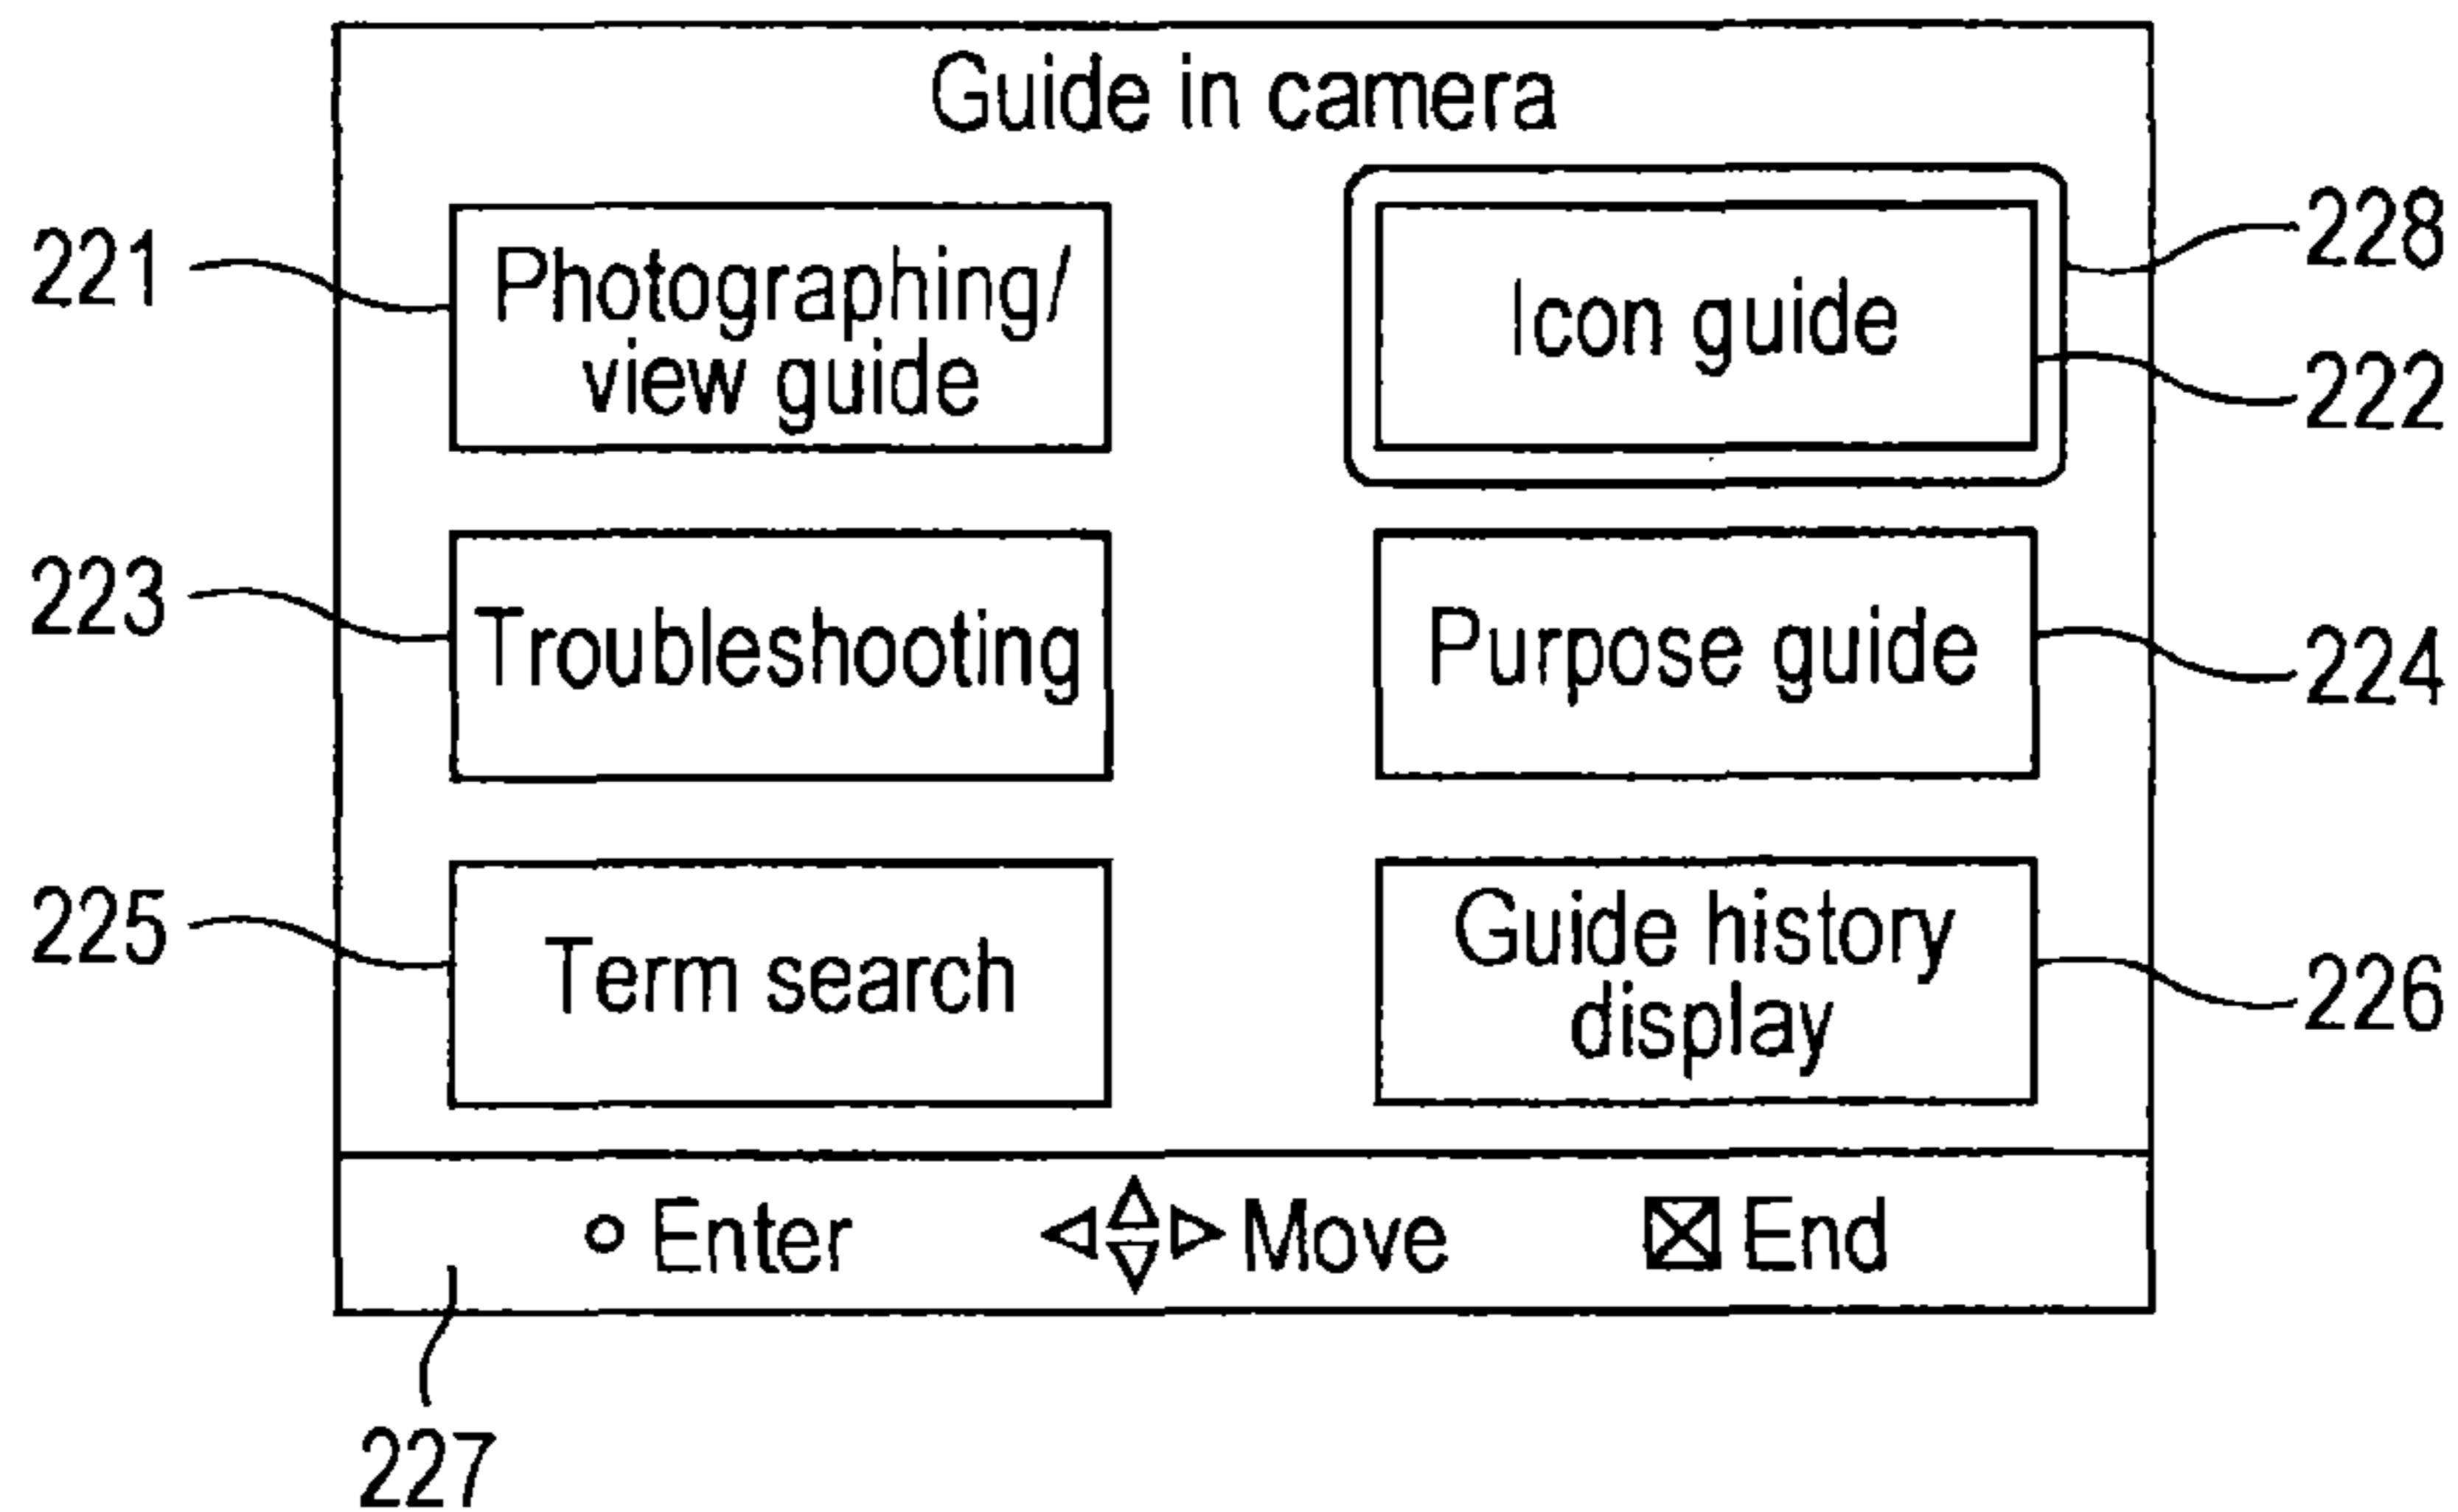 Guide in camera
221
Photographing/
view guide
Icon guide
228
222
223
Troubleshooting
Purpose guide
224
225
Term search
Guide history
display
226
Enter
Move
End
227